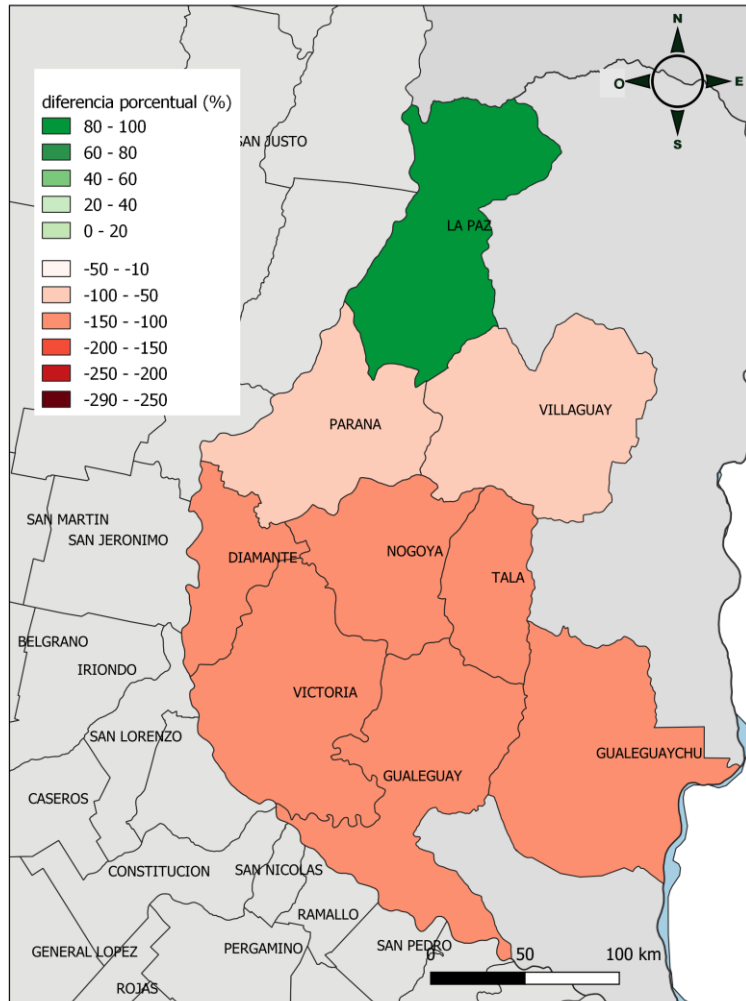 N
O
E
S
diferencia porcentual (%)
80 - 100
60 - 80
40 - 60
20 - 40
0 - 20
-50 - -10
-100 - -50
-150 - -100
-200 - -150
-250 - -200
-290 - -250
SAN JUSTO
LA PAZ
VILLAGUAY
PARANA
SAN MARTIN
SAN JERONIMO
DIAMANTE
NOGOYA
TALA
BELGRANO
IRIONDO
VICTORIA
SAN LORENZO
GUALEGUAYCHU
GUALEGUAY
CASEROS
CONSTITUCION
SAN NICOLAS
RAMALLO
GENERAL LOPEZ
PERGAMINO
SAN PEDRO
ROJAS
0 50 100 km